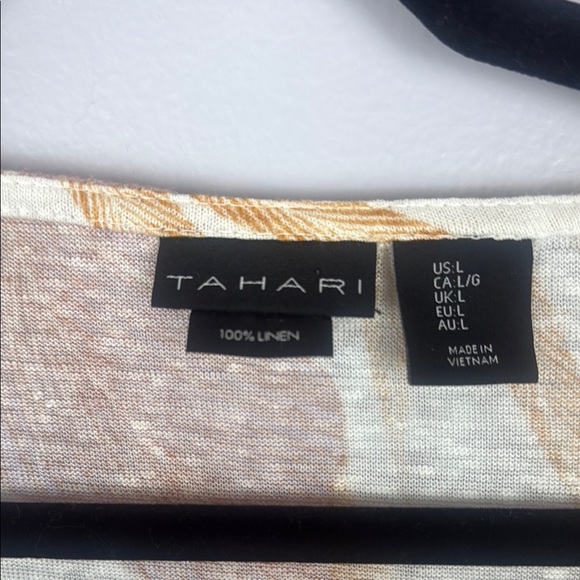 TAHARI
100% LINEN
US:L
CA:L/G
UK:L
EU:L
AU:L
MADE IN
VIETNAM